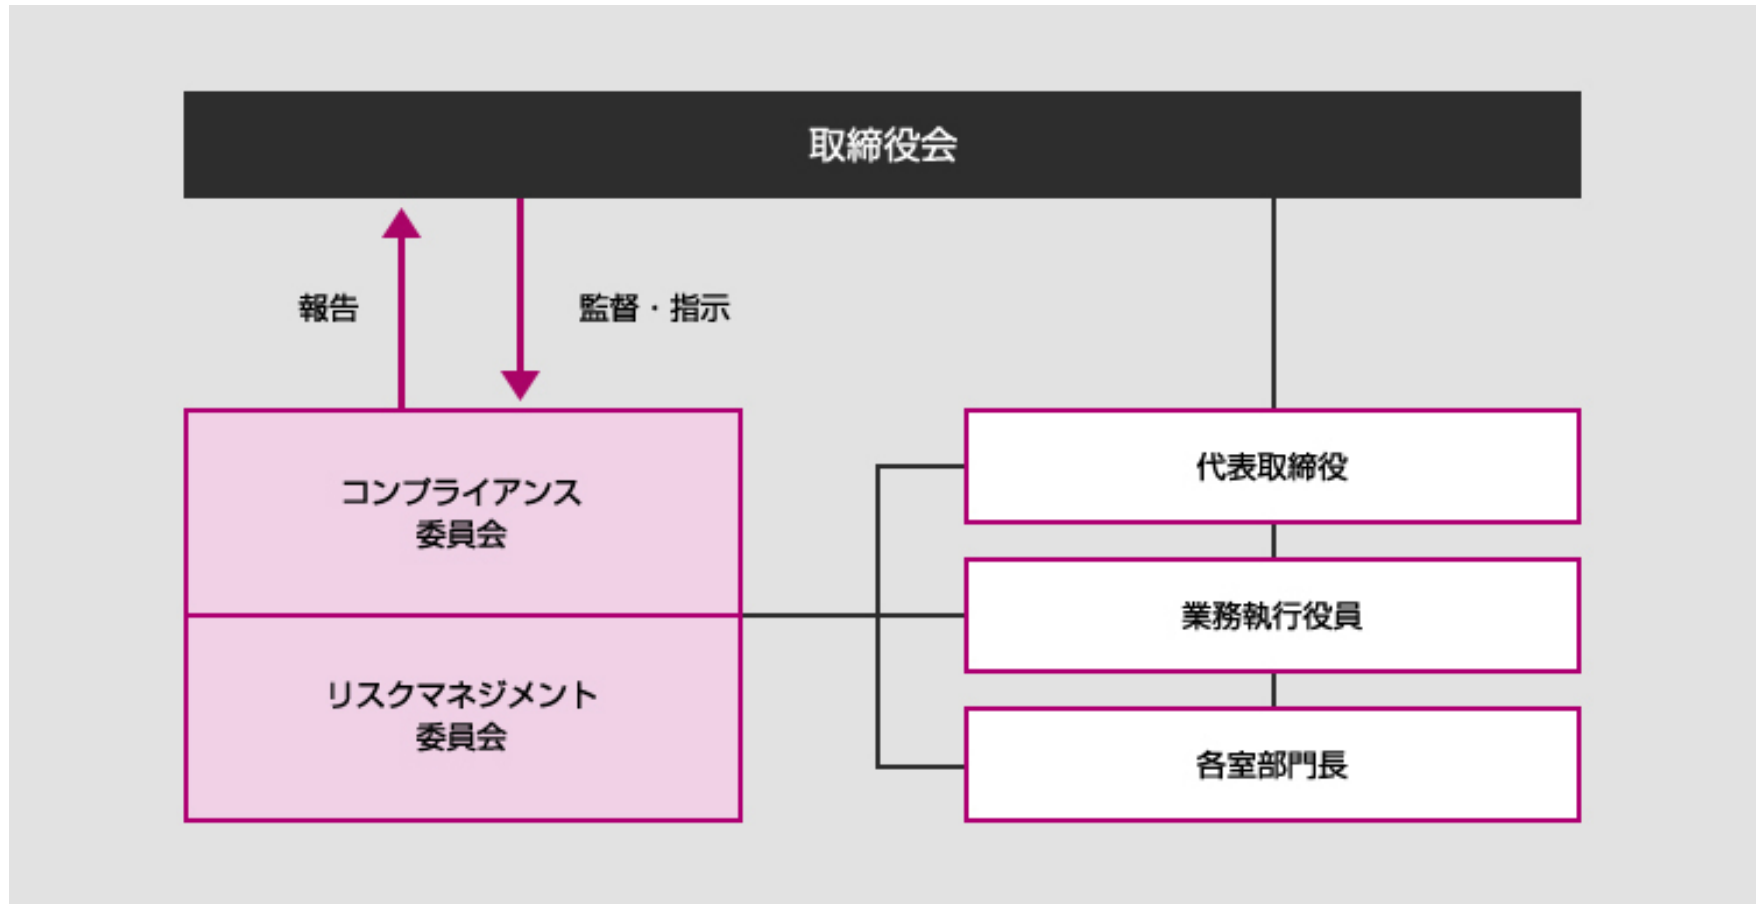 取締役会
報告
監督・指示
コンプライアンス
委員会
リスクマネジメント
委員会
代表取締役
業務執行役員
各室部門長